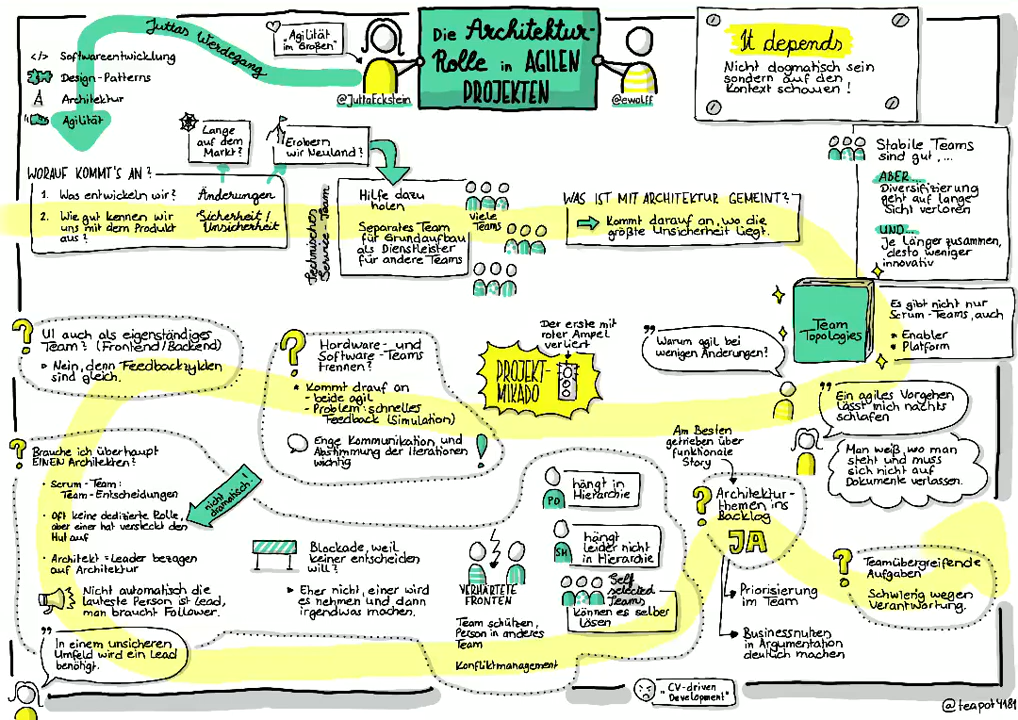 Juttas Werdegang
</> Softwareentwicklung
Design-Patterns
Architektur
Agilität
"Agilität
im Großen"
@JuttaEckstein
Die Architektur-
Rolle in AGILEN
PROJEKTEN
@ewolff
It depends
Nicht dogmatisch sein
sondern auf den
Kontext schauen!
Lange
auf dem
Markt?
Erobern
wir Neuland?
WORAUF KOMMT'S AN?
1. Was entwickeln wir?
Änderungen
2. Wie gut kennen wir
uns mit dem Produkt
aus?
Sicherheit/
Unsicherheit
Technisches
Service-Team
Hilfe dazu
holen
Separates Team
für Grundaufbau
als Dienstleister
für andere Teams
Viele
Teams
WAS IST MIT ARCHITEKTUR GEMEINT?
Kommt darauf an, wo die
größte Unsicherheit liegt.
Stabile Teams
sind gut, ...
ABER...
Diversifizierung
geht auf lange
Sicht verloren
UND...
Je länger zusammen,
desto weniger
innovativ
Team
Topologies
Es gibt nicht nur
Scrum-Teams, auch
Enabler
Platform
? UI auch als eigenständiges
Team? (Frontend/Backend)
» Nein, denn Feedbackzyklen
sind gleich.
? Hardware- und
Software-Teams
trennen?
* Kommt drauf an
- beide agil
- Problem: schnelles
Feedback (Simulation)
Enge Kommunikation und
Abstimmung der Iterationen
wichtig !
Der erste mit
roter Ampel
verliert
PROJEKT-
MIKADO
" Warum agil bei
wenigen Änderungen?
" Ein agiles Vorgehen
lässt mich nachts
schlafen
Man weiß, wo man
steht und muss
sich nicht auf
Dokumente verlassen.
? Brauche ich überhaupt
EINEN Architekten?
• Scrum-Team:
Team-Entscheidungen
• Oft keine dedizierte Rolle,
aber einer hat versteckt den
Hut auf
• Architekt = Leader bezogen
auf Architektur
nicht
dramatisch!
Nicht automatisch die
lauteste Person ist Lead,
man braucht Follower.
" In einem unsicheren
Umfeld wird ein Lead
benötigt.
Blockade, weil
keiner entscheiden
will?
» Eher nicht, einer wird
es nehmen und dann
irgendwas machen.
VERHÄRTETE
FRONTEN
Team schützen,
Person in anderes
Team
Konfliktmanagement
PO
hängt in
Hierarchie
SM
hängt
leider nicht
in Hierarchie
Self
selected
Teams
können es selber
lösen
Am Besten
getrieben über
funktionale
Story
? Architektur-
themen ins
Backlog
JA
Priorisierung
im Team
Businessnutzen
in Argumentation
deutlich machen
? Teamübergreifende
Aufgaben
Schwierig wegen
Verantwortung.
"CV-driven
Development"
@teapot4181